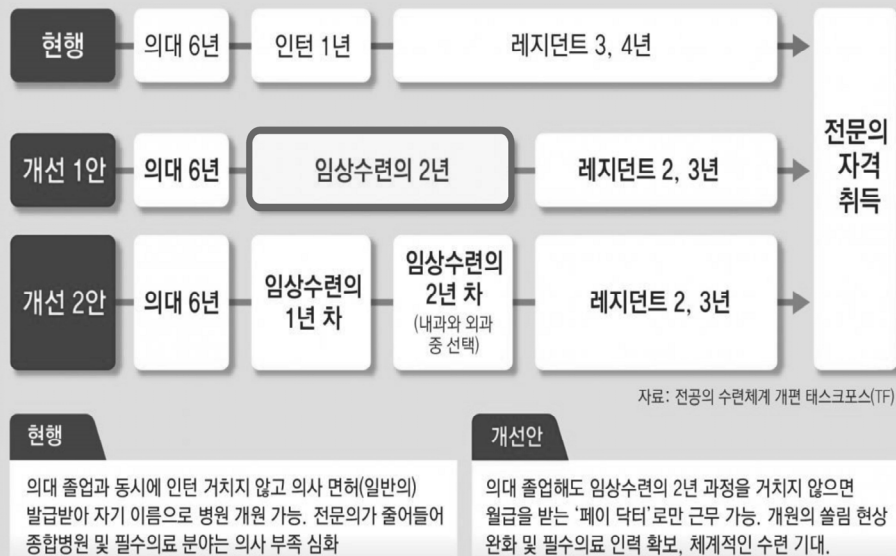 현행
의대 6년
인턴 1년
레지던트 3, 4년
개선 1안
의대 6년
임상수련의 2년
레지던트 2, 3년
개선 2안
의대 6년
임상수련의
1년 차
임상수련의
2년 차
(내과와 외과
중 선택)
레지던트 2, 3년
전문의
자격
취득
자료: 전공의 수련체계 개편 태스크포스(TF)
현행
의대 졸업과 동시에 인턴 거치지 않고 의사 면허(일반의)
발급받아 자기 이름으로 병원 개원 가능. 전문의가 줄어들어
종합병원 및 필수의료 분야는 의사 부족 심화
개선안
의대 졸업해도 임상수련의 2년 과정을 거치지 않으면
월급을 받는 ‘페이 닥터’로만 근무 가능. 개원의 쏠림 현상
완화 및 필수의료 인력 확보, 체계적인 수련 기대.